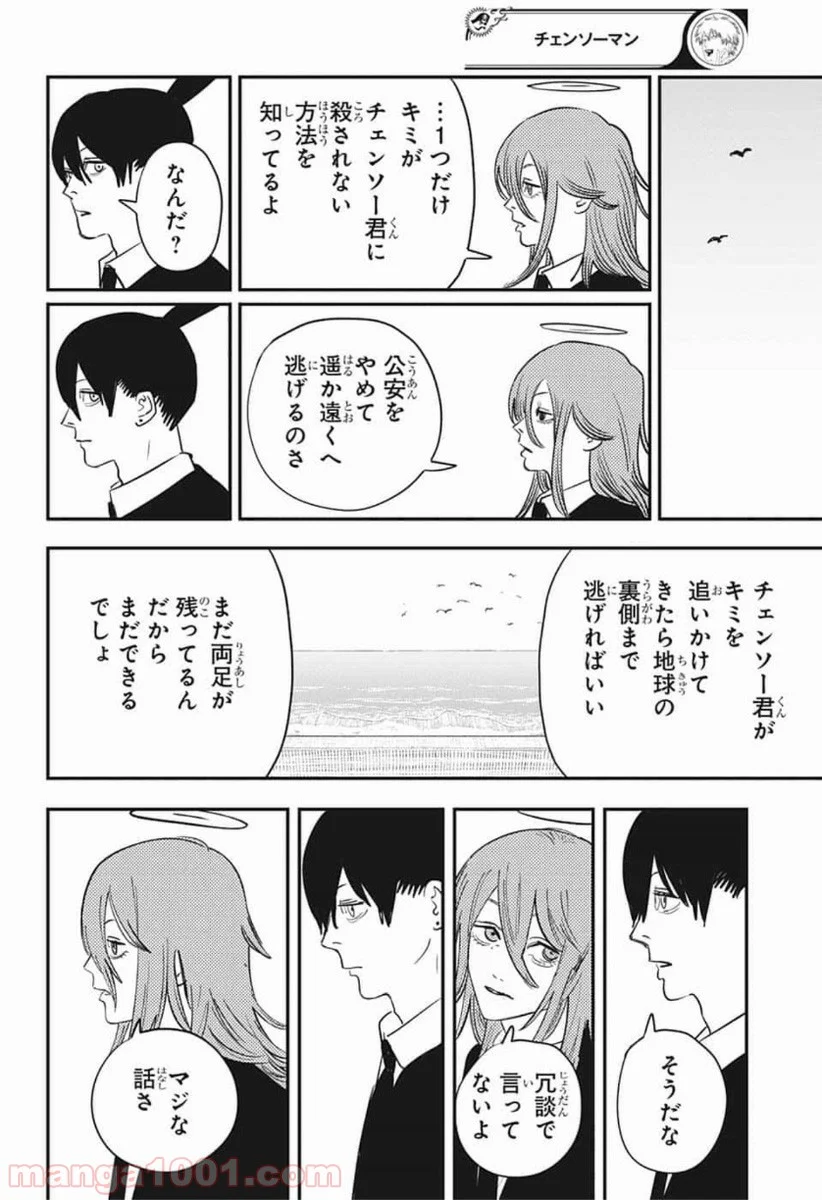 チェンソーマン
…1つだけ
キミが
チェンソー君に
殺されない
方法を
知ってるよ
なんだ?
公安を
やめて
遥か遠くへ
逃げるのさ
チェンソー君が
キミを
追いかけて
きたら地球の
裏側まで
逃げればいい
まだ両足が
残ってるん
だから
まだできる
でしょ
そうだな
冗談で
言って
ないよ
マジな
話さ
manga1001.com